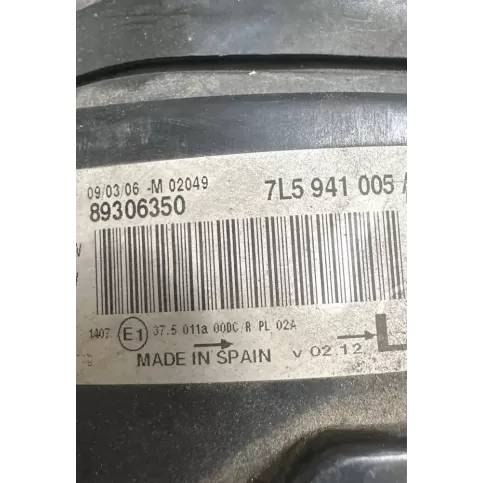 09/03/06 -M 02049
89306350 7L5 941 005 /
1407 E1 37.5 011a 00DC/R PL 02A
MADE IN SPAIN v 02.12 L